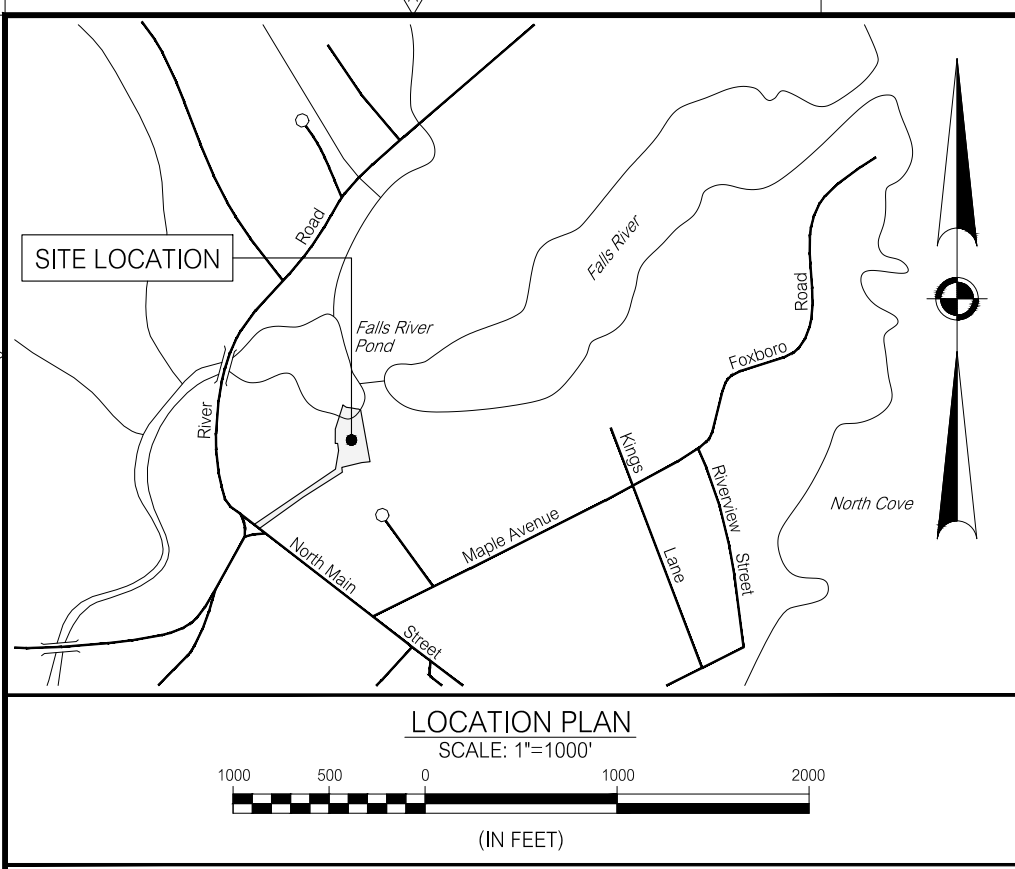 Road
SITE LOCATION
Falls River
Road
Falls River
Pond
Foxboro
River
Kings
Riverview
North Cove
Maple Avenue
North Main
Lane
Street
Street
LOCATION PLAN
SCALE: 1"=1000'
1000 500 0 1000 2000
(IN FEET)